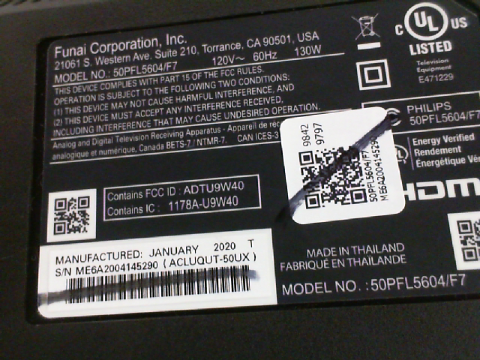 Funai Corporation, Inc.
21061 S. Western Ave. Suite 210, Torrance, CA 90501, USA
MODEL NO.: 50PFL5604/F7 120V~ 60Hz 130W
THIS DEVICE COMPLIES WITH PART 15 OF THE FCC RULES.
OPERATION IS SUBJECT TO THE FOLLOWING TWO CONDITIONS:
(1) THIS DEVICE MAY NOT CAUSE HARMFUL INTERFERENCE, AND
(2) THIS DEVICE MUST ACCEPT ANY INTERFERENCE RECEIVED,
INCLUDING INTERFERENCE THAT MAY CAUSE UNDESIRED OPERATION
Analog and Digital Television Receiving Apparatus - Appareil de
analogique et numérique, Canada BETS-7 / NTMR-7. CAN ICES-3
C UL US
LISTED
Television
Equipment
E471229
PHILIPS
50PFL5604/F7
Energy Verified
Rendement
Énergétique
HDMI
9842
9797
50PFL5604/F7
ME6A2004145290
Contains FCC ID : ADTU9W40
Contains IC : 1178A-U9W40
MANUFACTURED: JANUARY 2020 T
S/N ME6A2004145290 (ACLUQUT-50UX)
MADE IN THAILAND
FABRIQUÉ EN THAÏLANDE
MODEL NO.: 50PFL5604/F7